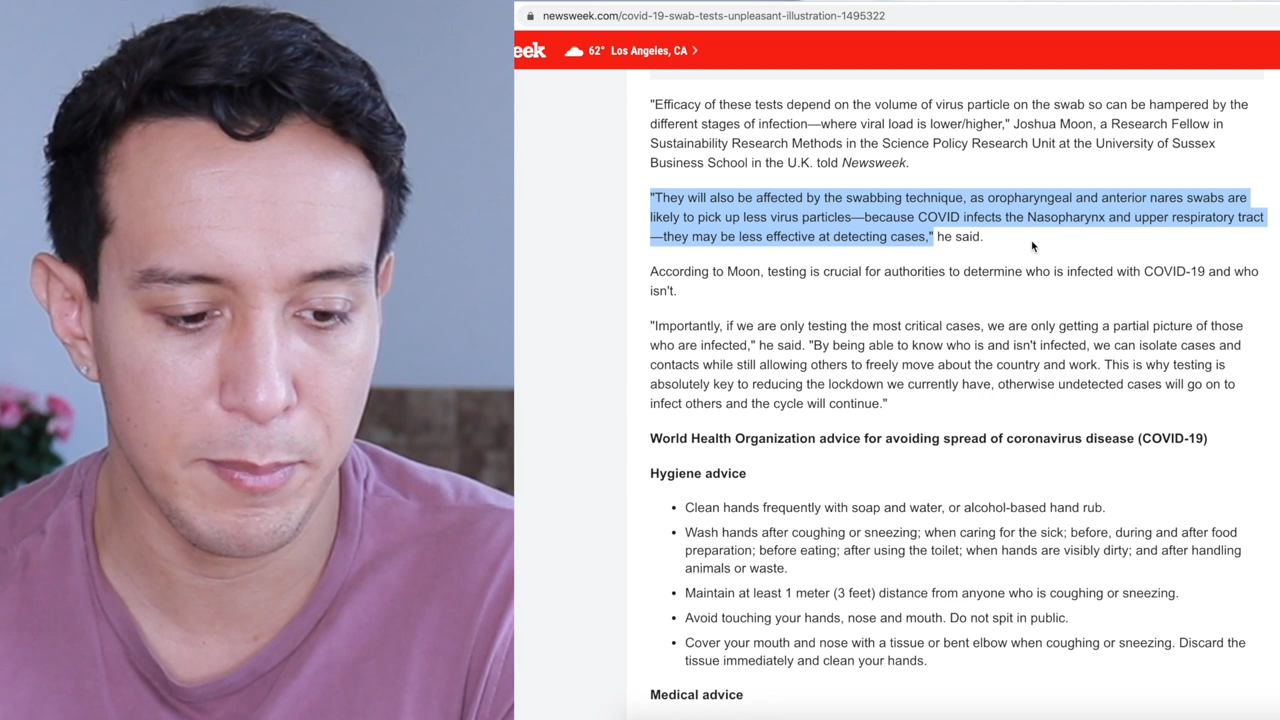 newsweek.com/covid-19-swab-tests-unpleasant-illustration-1495322
eek 62° Los Angeles, CA
"Efficacy of these tests depend on the volume of virus particle on the swab so can be hampered by the
different stages of infection—where viral load is lower/higher," Joshua Moon, a Research Fellow in
Sustainability Research Methods in the Science Policy Research Unit at the University of Sussex
Business School in the U.K. told Newsweek.
"They will also be affected by the swabbing technique, as oropharyngeal and anterior nares swabs are
likely to pick up less virus particles—because COVID infects the Nasopharynx and upper respiratory tract
—they may be less effective at detecting cases," he said.
According to Moon, testing is crucial for authorities to determine who is infected with COVID-19 and who
isn't.
"Importantly, if we are only testing the most critical cases, we are only getting a partial picture of those
who are infected," he said. "By being able to know who is and isn't infected, we can isolate cases and
contacts while still allowing others to freely move about the country and work. This is why testing is
absolutely key to reducing the lockdown we currently have, otherwise undetected cases will go on to
infect others and the cycle will continue."
World Health Organization advice for avoiding spread of coronavirus disease (COVID-19)
Hygiene advice
• Clean hands frequently with soap and water, or alcohol-based hand rub.
• Wash hands after coughing or sneezing; when caring for the sick; before, during and after food
preparation; before eating; after using the toilet; when hands are visibly dirty; and after handling
animals or waste.
• Maintain at least 1 meter (3 feet) distance from anyone who is coughing or sneezing.
• Avoid touching your hands, nose and mouth. Do not spit in public.
• Cover your mouth and nose with a tissue or bent elbow when coughing or sneezing. Discard the
tissue immediately and clean your hands.
Medical advice